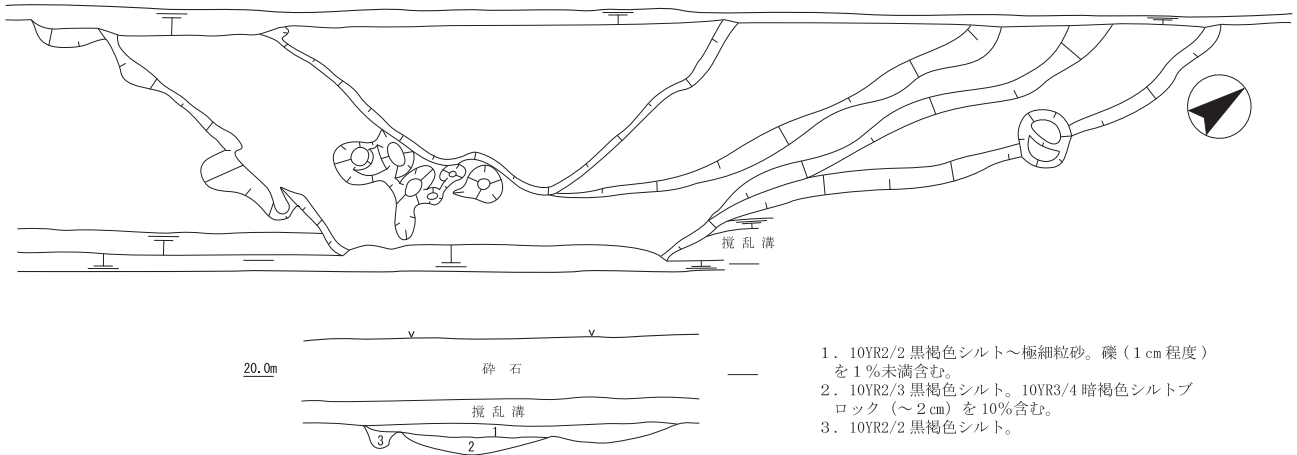 撹乱溝
20.0m
砕石
撹乱溝
1
2
3
1．10YR2/2 黒褐色シルト～極細粒砂。礫（1cm 程度）
を1％未満含む。
2．10YR2/3 黒褐色シルト。10YR3/4 暗褐色シルトブ
ロック（～2cm）を10％含む。
3．10YR2/2 黒褐色シルト。